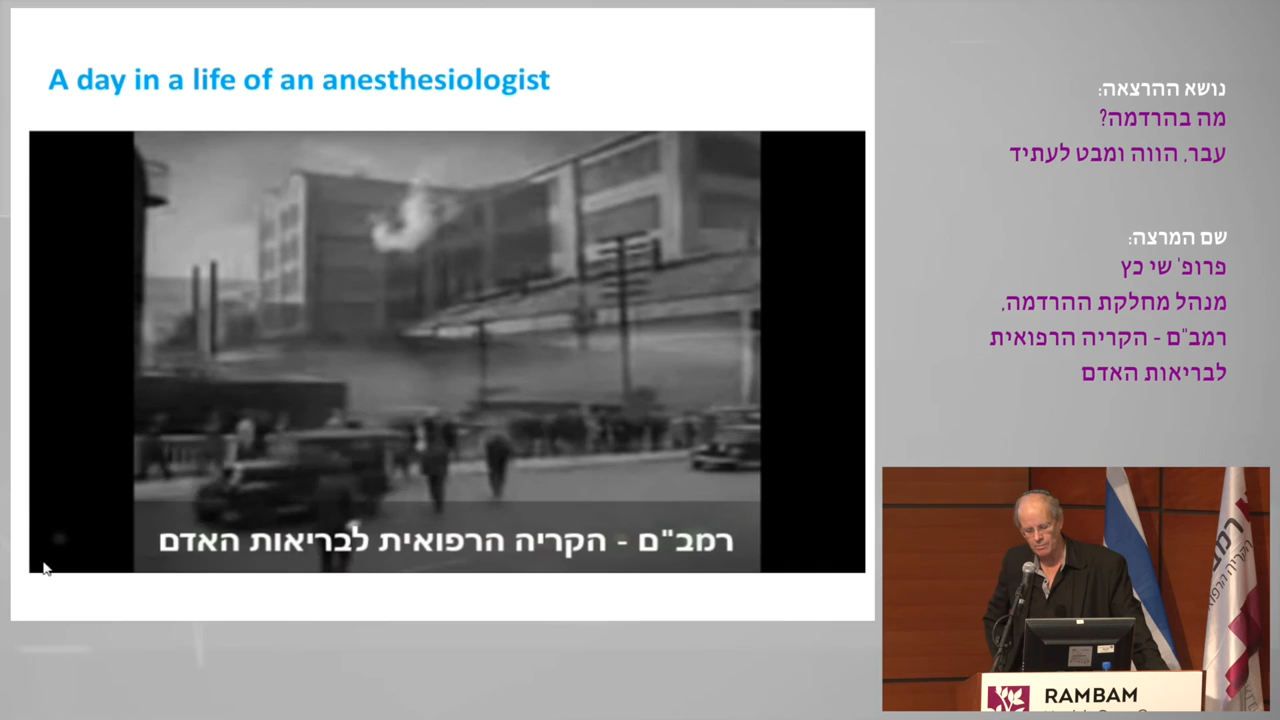 A day in a life of an anesthesiologist
רמב"ם - הקריה הרפואית לבריאות האדם
נושא ההרצאה:
מה בהרדמה?
עבר, הווה ומבט לעתיד
שם המרצה:
פרופ' שי כץ
מנהל מחלקת ההרדמה,
רמב"ם - הקריה הרפואית
לבריאות האדם
RAMBAM